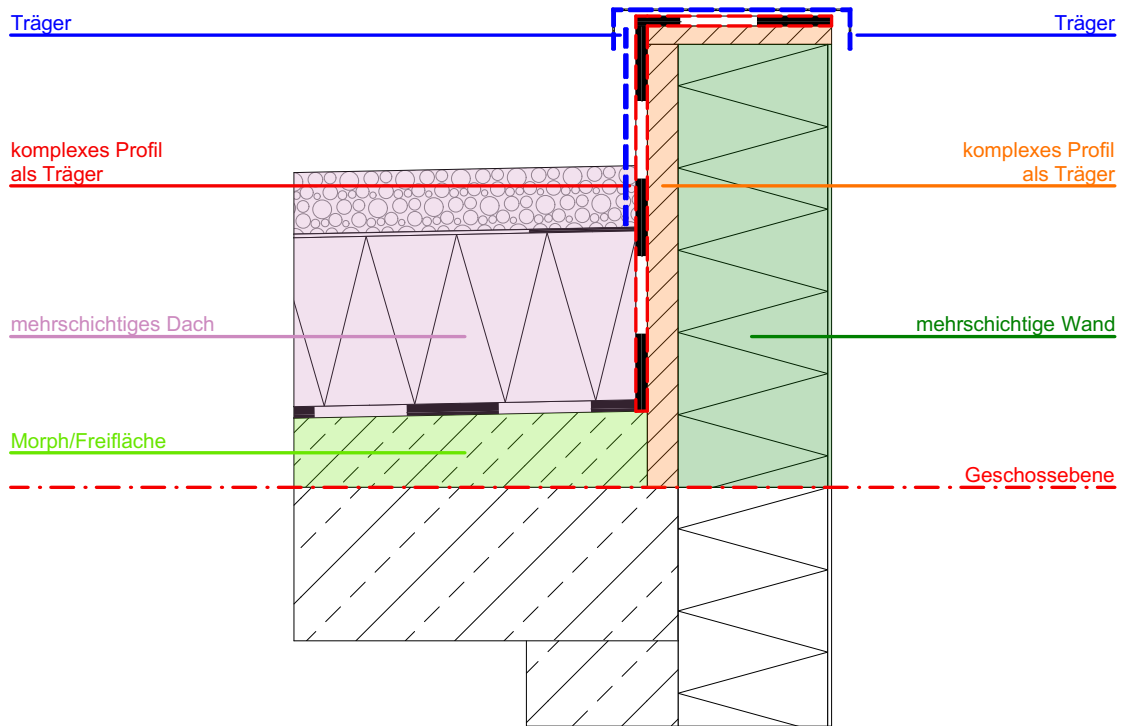 Träger
Träger
komplexes Profil
als Träger
komplexes Profil
als Träger
mehrschichtiges Dach
mehrschichtige Wand
Morph/Freifläche
Geschossebene